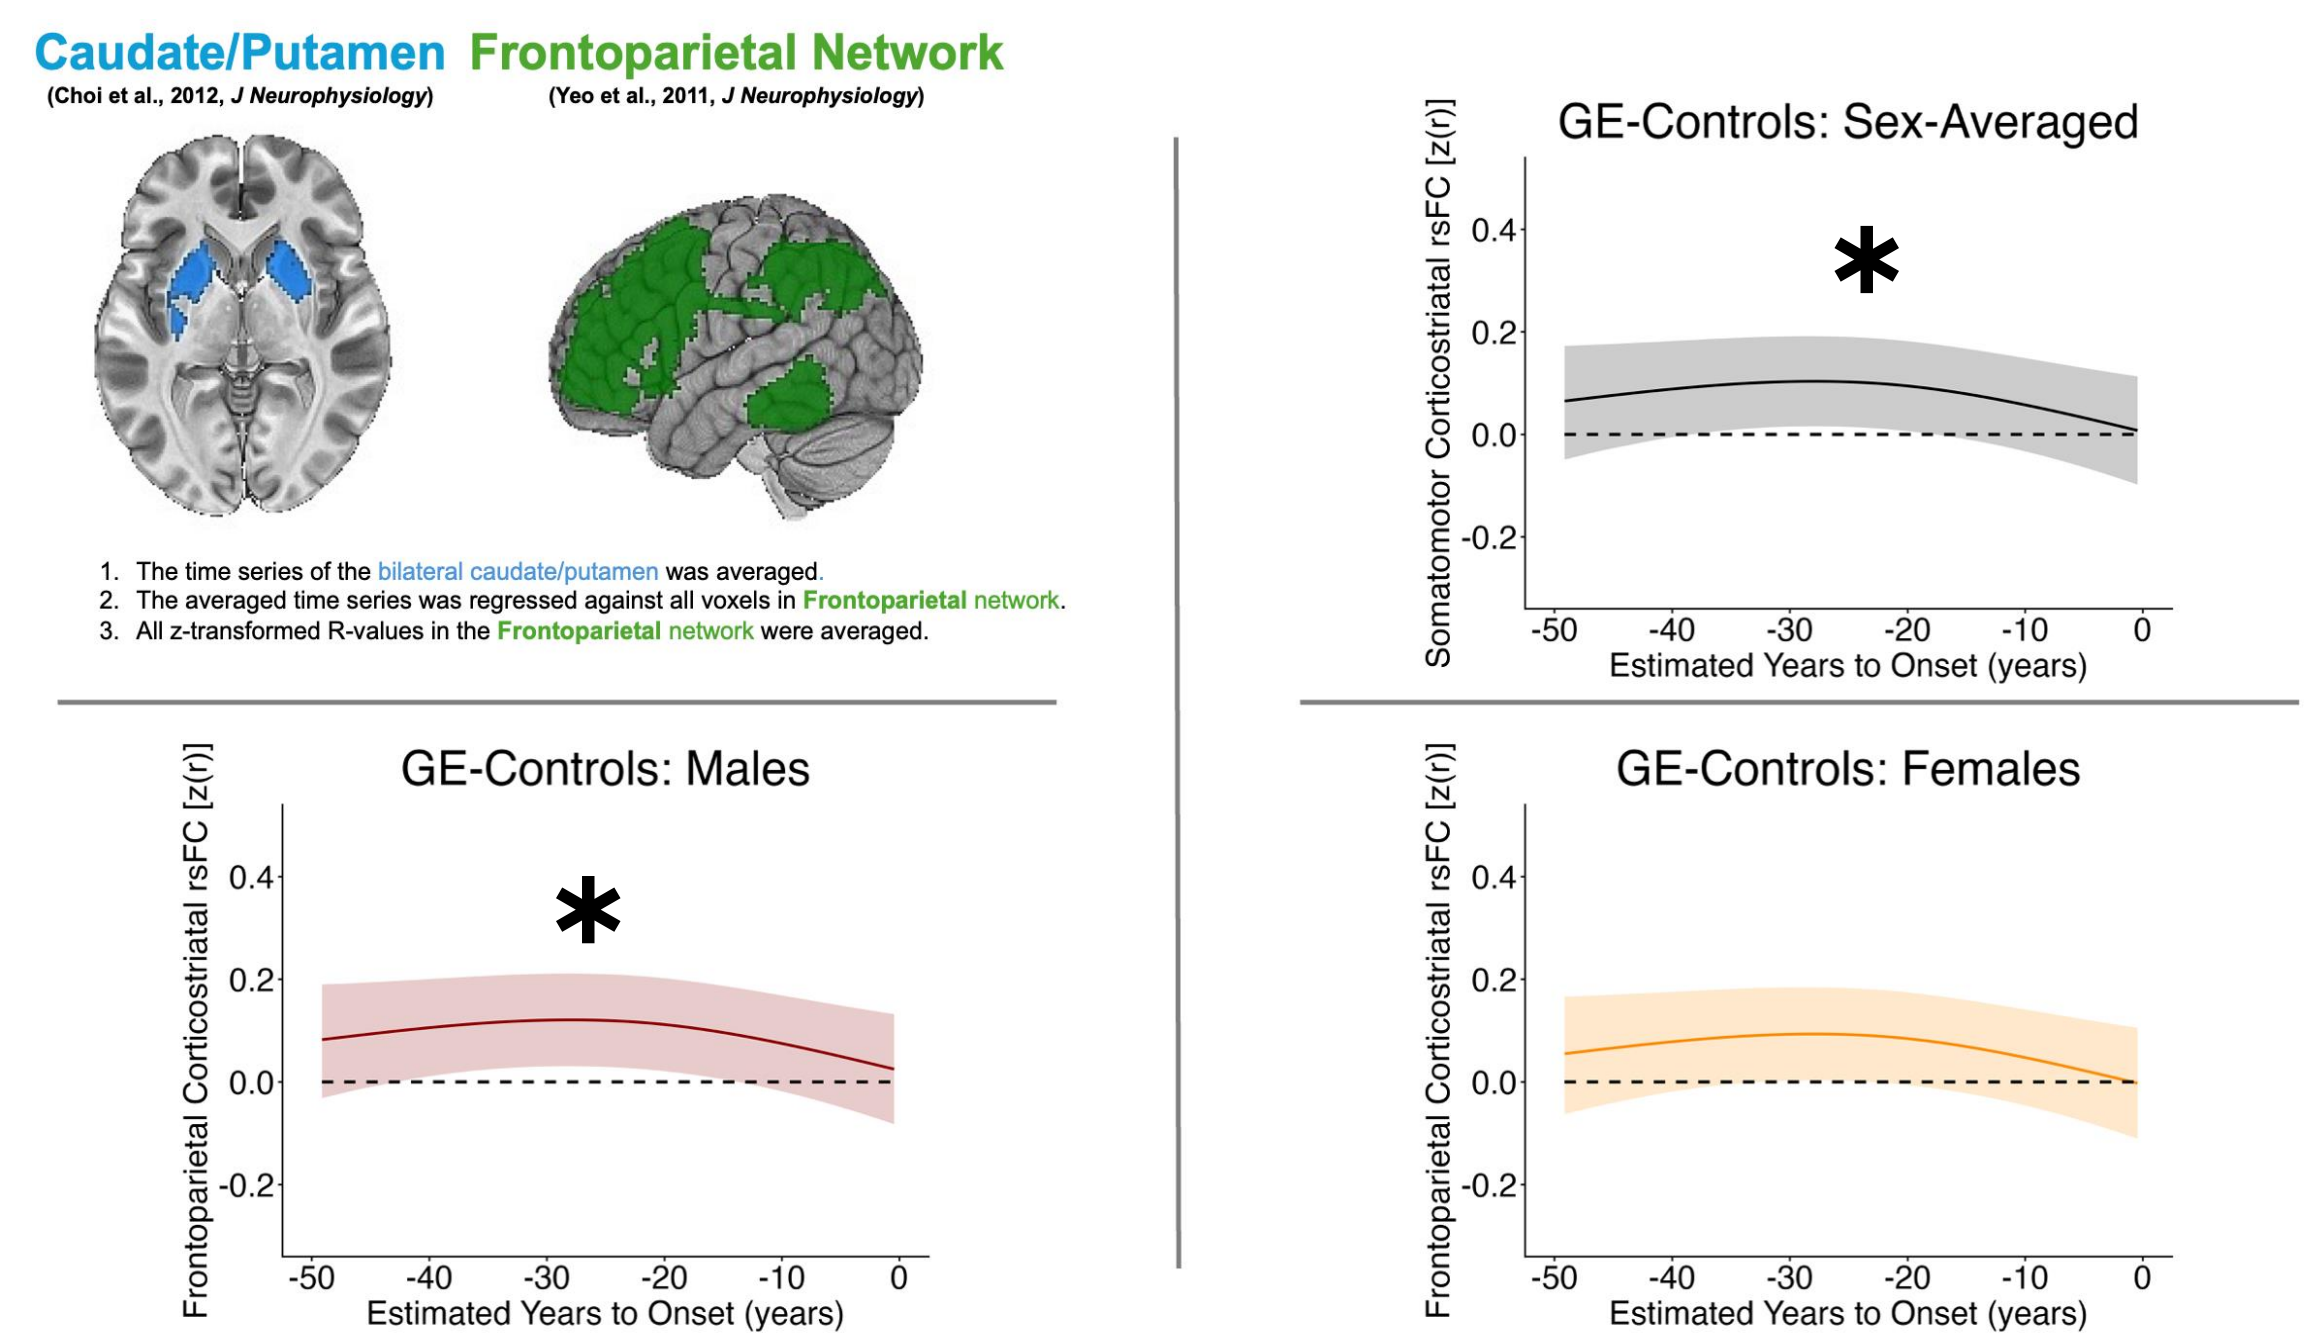 Caudate/Putamen
(Choi et al., 2012, J Neurophysiology)
Frontoparietal Network
(Yeo et al., 2011, J Neurophysiology)
1. The time series of the bilateral caudate/putamen was averaged.
2. The averaged time series was regressed against all voxels in Frontoparietal network.
3. All z-transformed R-values in the Frontoparietal network were averaged.
GE-Controls: Sex-Averaged
Somatomotor Corticostriatal rsFC [z(r)]
0.4
0.2
0.0
-0.2
*
-50 -40 -30 -20 -10 0
Estimated Years to Onset (years)
GE-Controls: Males
Frontoparietal Corticostriatal rsFC [z(r)]
0.4
0.2
0.0
-0.2
*
-50 -40 -30 -20 -10 0
Estimated Years to Onset (years)
GE-Controls: Females
Frontoparietal Corticostriatal rsFC [z(r)]
0.4
0.2
0.0
-0.2
-50 -40 -30 -20 -10 0
Estimated Years to Onset (years)